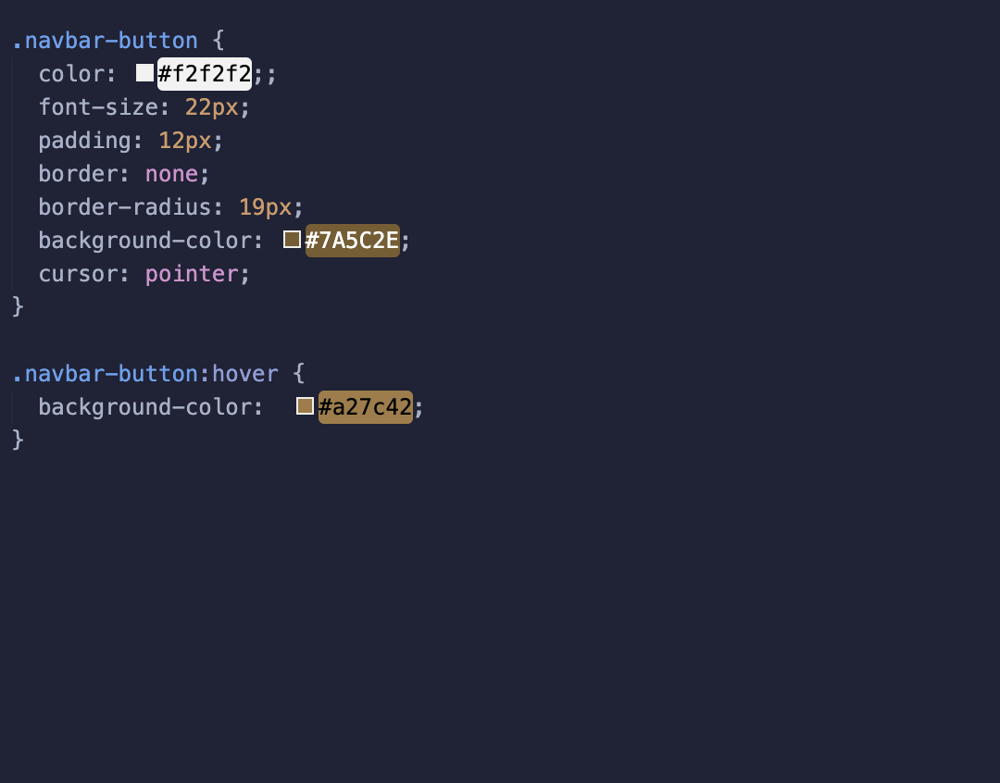 .navbar-button {
  color: #f2f2f2;;
  font-size: 22px;
  padding: 12px;
  border: none;
  border-radius: 19px;
  background-color: #7A5C2E;
  cursor: pointer;
}

.navbar-button:hover {
  background-color:  #a27c42;
}